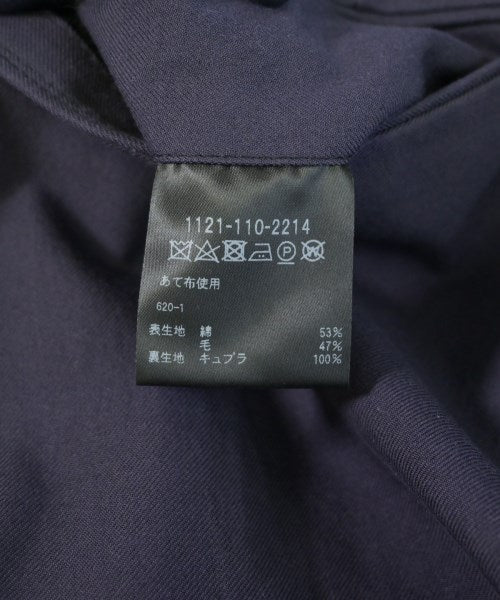 1121-110-2214
P W
あて布使用
620-1
表生地 綿 53%
毛 47%
裏生地 キュプラ 100%